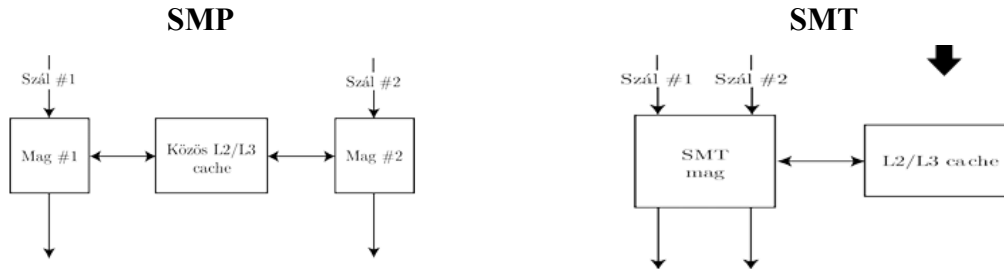 SMP
SMT
Szál #1
Szál #2
Mag #1
Közös L2/L3
cache
Mag #2
Szál #1 Szál #2
SMT
mag
L2/L3 cache